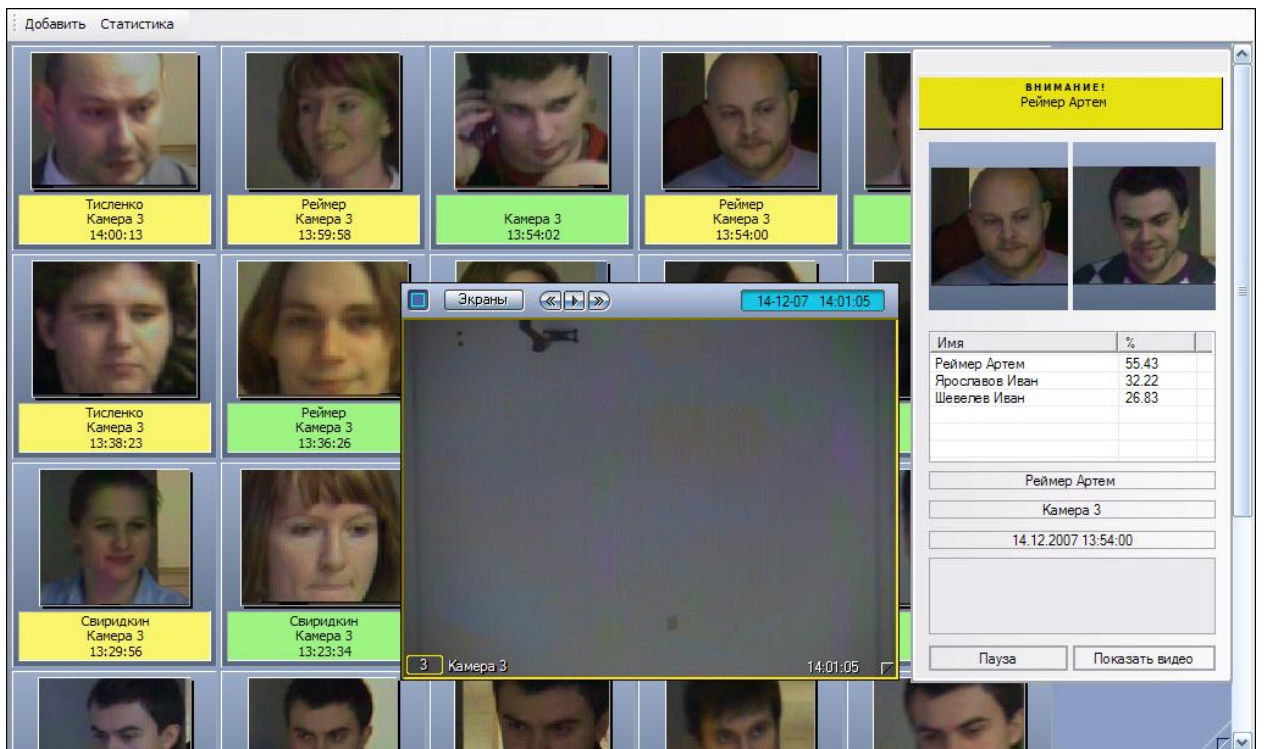 Добавить Статистика
Тисленко
Камера 3
14:00:13
Реймер
Камера 3
13:59:58
Камера 3
13:54:02
Реймер
Камера 3
13:54:00
ВНИМАНИЕ!
Реймер Артем
Имя %
Реймер Артем 55.43
Ярославов Иван 32.22
Шевелев Иван 26.83
Реймер Артем
Камера 3
14.12.2007 13:54:00
Пауза Показать видео
Экраны 14-12-07 14:01:05
3 Камера 3 14:01:05
Тисленко
Камера 3
13:38:23
Реймер
Камера 3
13:36:26
Свиридкин
Камера 3
13:29:56
Свиридкин
Камера 3
13:23:34